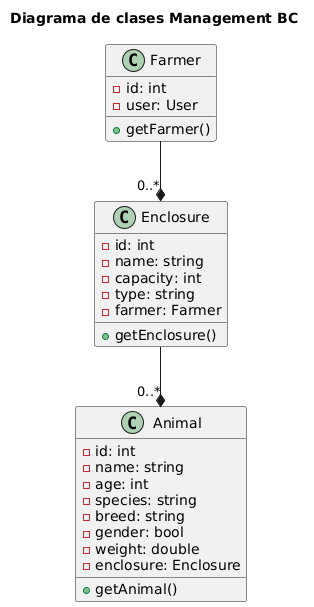 Diagrama de clases Management BC
C Farmer
id: int
user: User
getFarmer()
0..*
C Enclosure
id: int
name: string
capacity: int
type: string
farmer: Farmer
getEnclosure()
0..*
C Animal
id: int
name: string
age: int
species: string
breed: string
gender: bool
weight: double
enclosure: Enclosure
getAnimal()